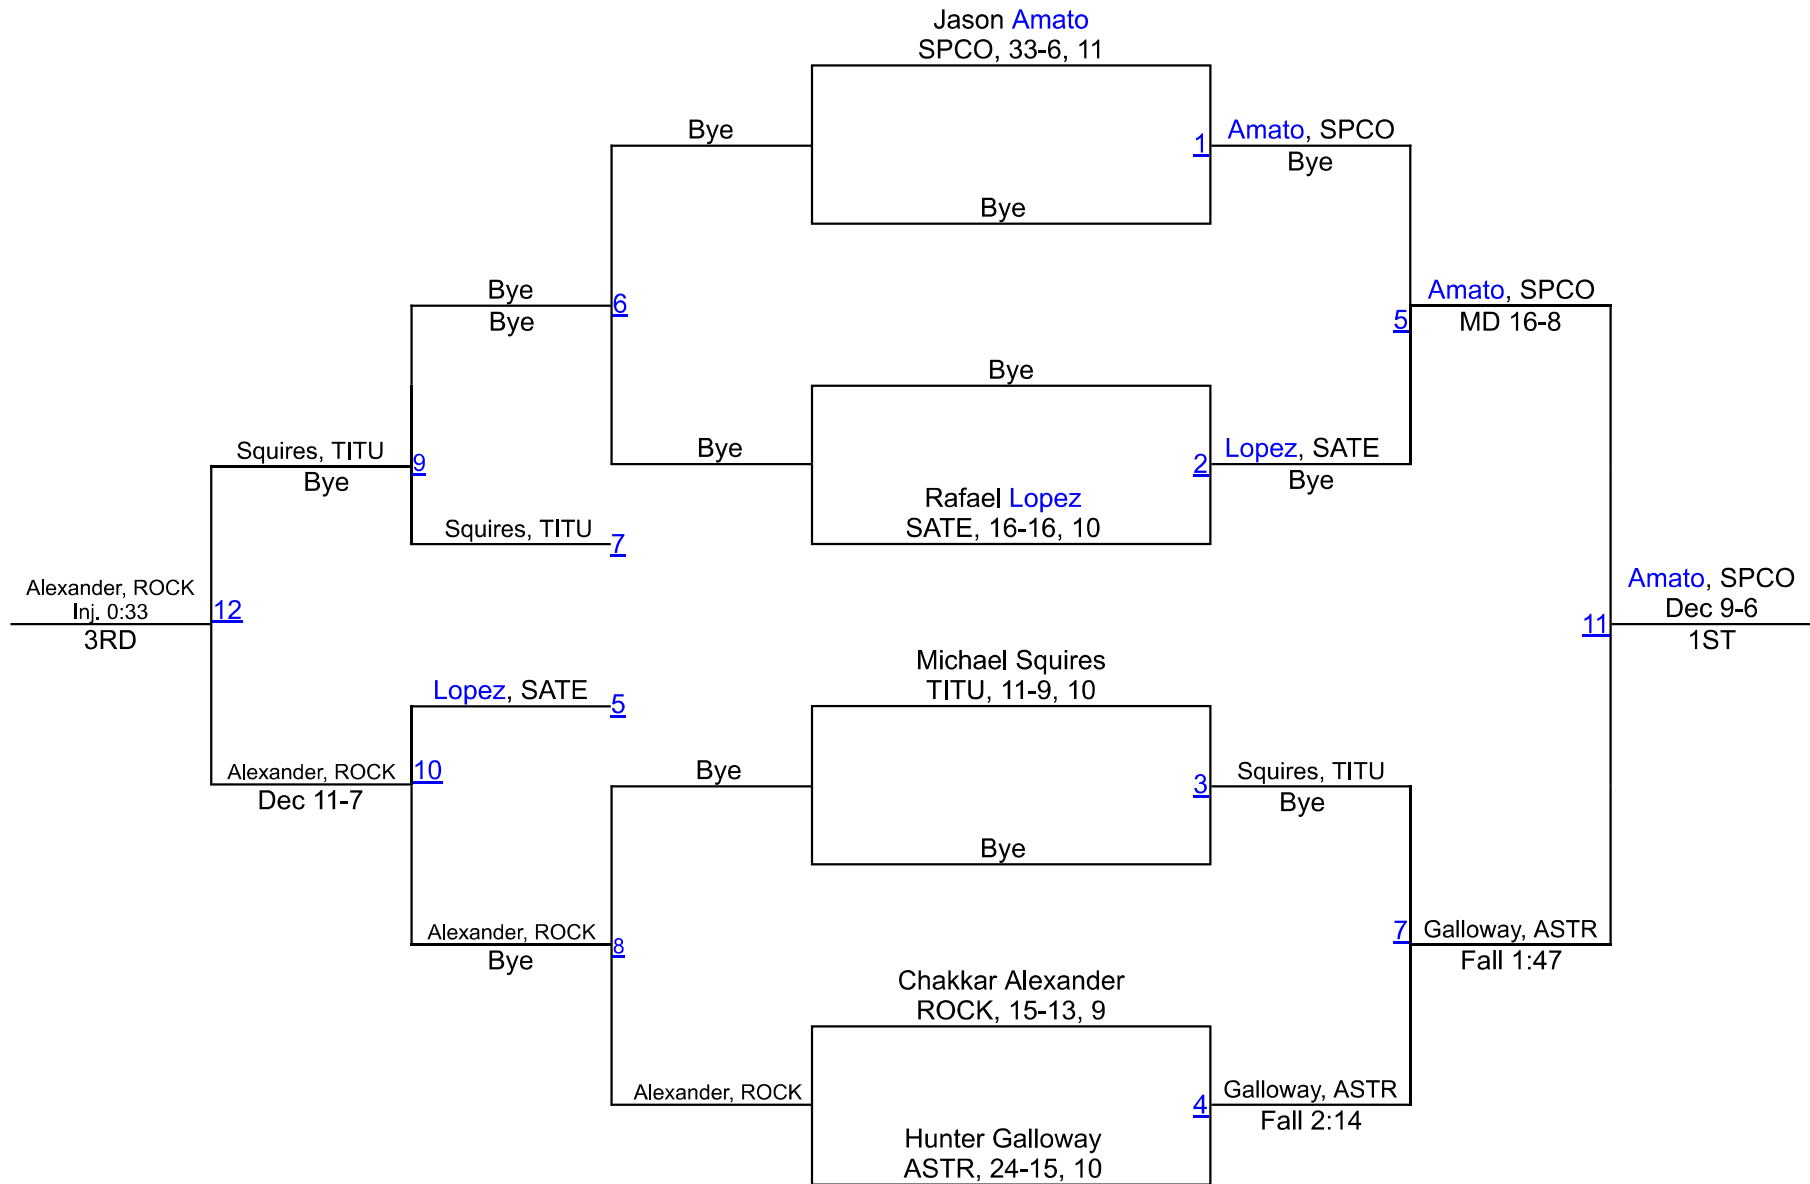 Jason Amato
SPCO, 33-6, 11
Bye
1
Amato, SPCO
Bye
Bye
Bye
Bye
6
Amato, SPCO
MD 16-8
5
Bye
Squires, TITU
Bye
9
Bye
2
Lopez, SATE
Bye
Rafael Lopez
SATE, 16-16, 10
Squires, TITU
7
Alexander, ROCK
Inj. 0:33
3RD
12
Amato, SPCO
Dec 9-6
1ST
11
Michael Squires
TITU, 11-9, 10
Lopez, SATE
5
Alexander, ROCK
Dec 11-7
10
Bye
3
Squires, TITU
Bye
Bye
Alexander, ROCK
Bye
8
7
Galloway, ASTR
Fall 1:47
Chakkar Alexander
ROCK, 15-13, 9
Alexander, ROCK
4
Galloway, ASTR
Fall 2:14
Hunter Galloway
ASTR, 24-15, 10